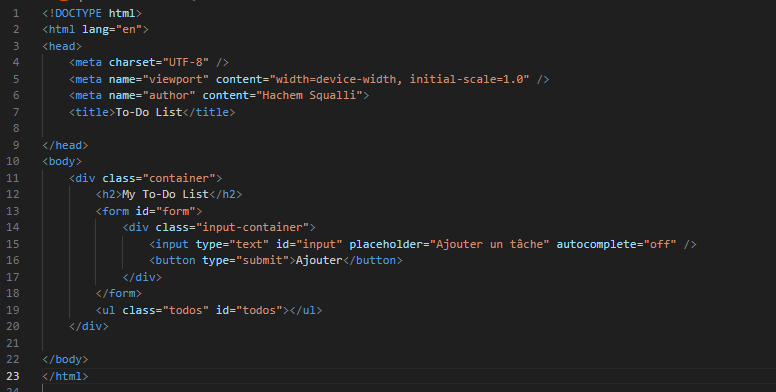 1 <!DOCTYPE html>
2 <html lang="en">
3 <head>
4 <meta charset="UTF-8" />
5 <meta name="viewport" content="width=device-width, initial-scale=1.0" />
6 <meta name="author" content="Hachem Squalli">
7 <title>To-Do List</title>
8
9 </head>
10 <body>
11 <div class="container">
12 <h2>My To-Do List</h2>
13 <form id="form">
14 <div class="input-container">
15 <input type="text" id="input" placeholder="Ajouter un tâche" autocomplete="off" />
16 <button type="submit">Ajouter</button>
17 </div>
18 </form>
19 <ul class="todos" id="todos"></ul>
20 </div>
21
22 </body>
23 </html>
24